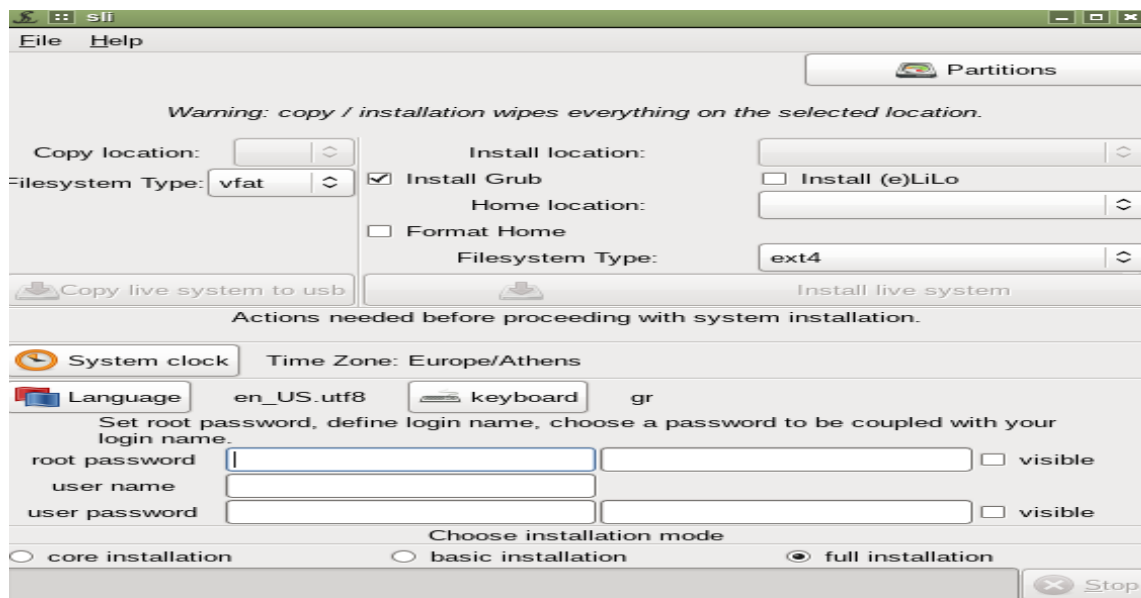 sli
File Help
Partitions
Warning: copy / installation wipes everything on the selected location.
Copy location: Install location:
Filesystem Type: vfat Install Grub Install (e)LiLo
Home location:
Format Home
Filesystem Type: ext4
Copy live system to usb Install live system
Actions needed before proceeding with system installation.
System clock Time Zone: Europe/Athens
Language en_US.utf8 keyboard gr
Set root password, define login name, choose a password to be coupled with your
login name.
root password visible
user name
user password visible
Choose installation mode
core installation basic installation full installation
Stop